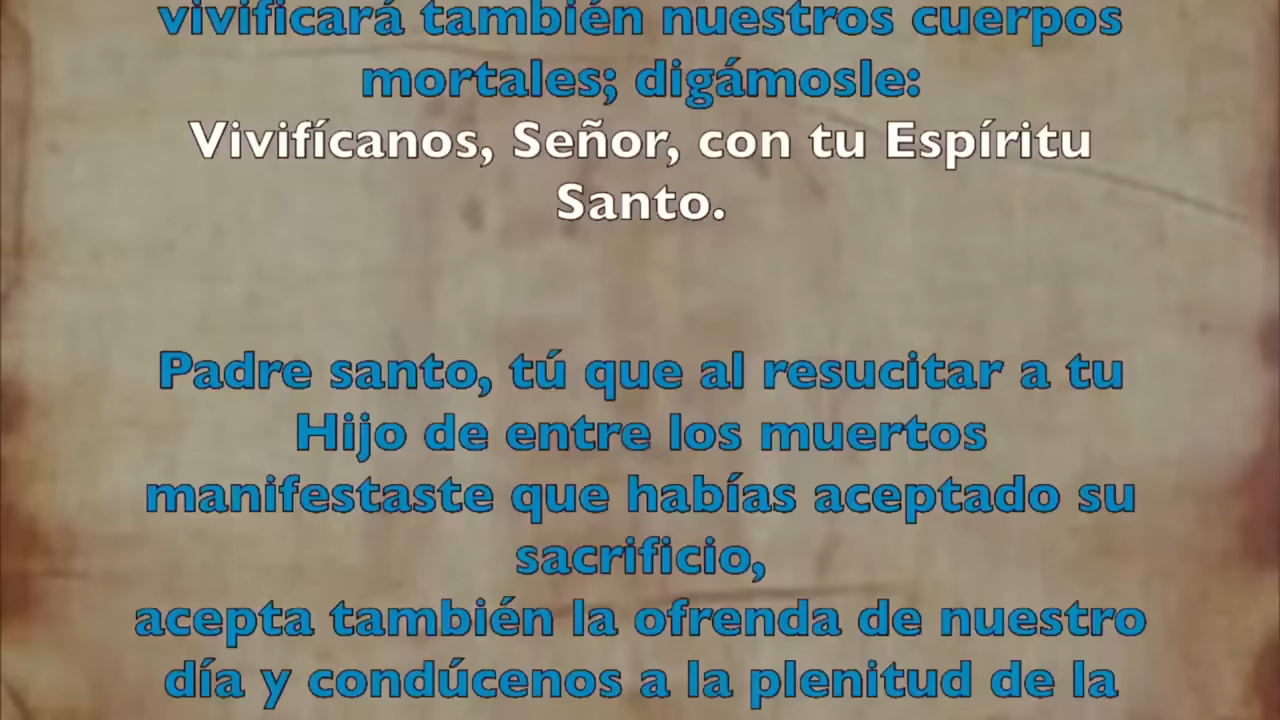 vivificará también nuestros cuerpos
mortales; digámosle:
Vivifícanos, Señor, con tu Espíritu
Santo.
Padre santo, tú que al resucitar a tu
Hijo de entre los muertos
manifestaste que habías aceptado su
sacrificio,
acepta también la ofrenda de nuestro
día y condúcenos a la plenitud de la